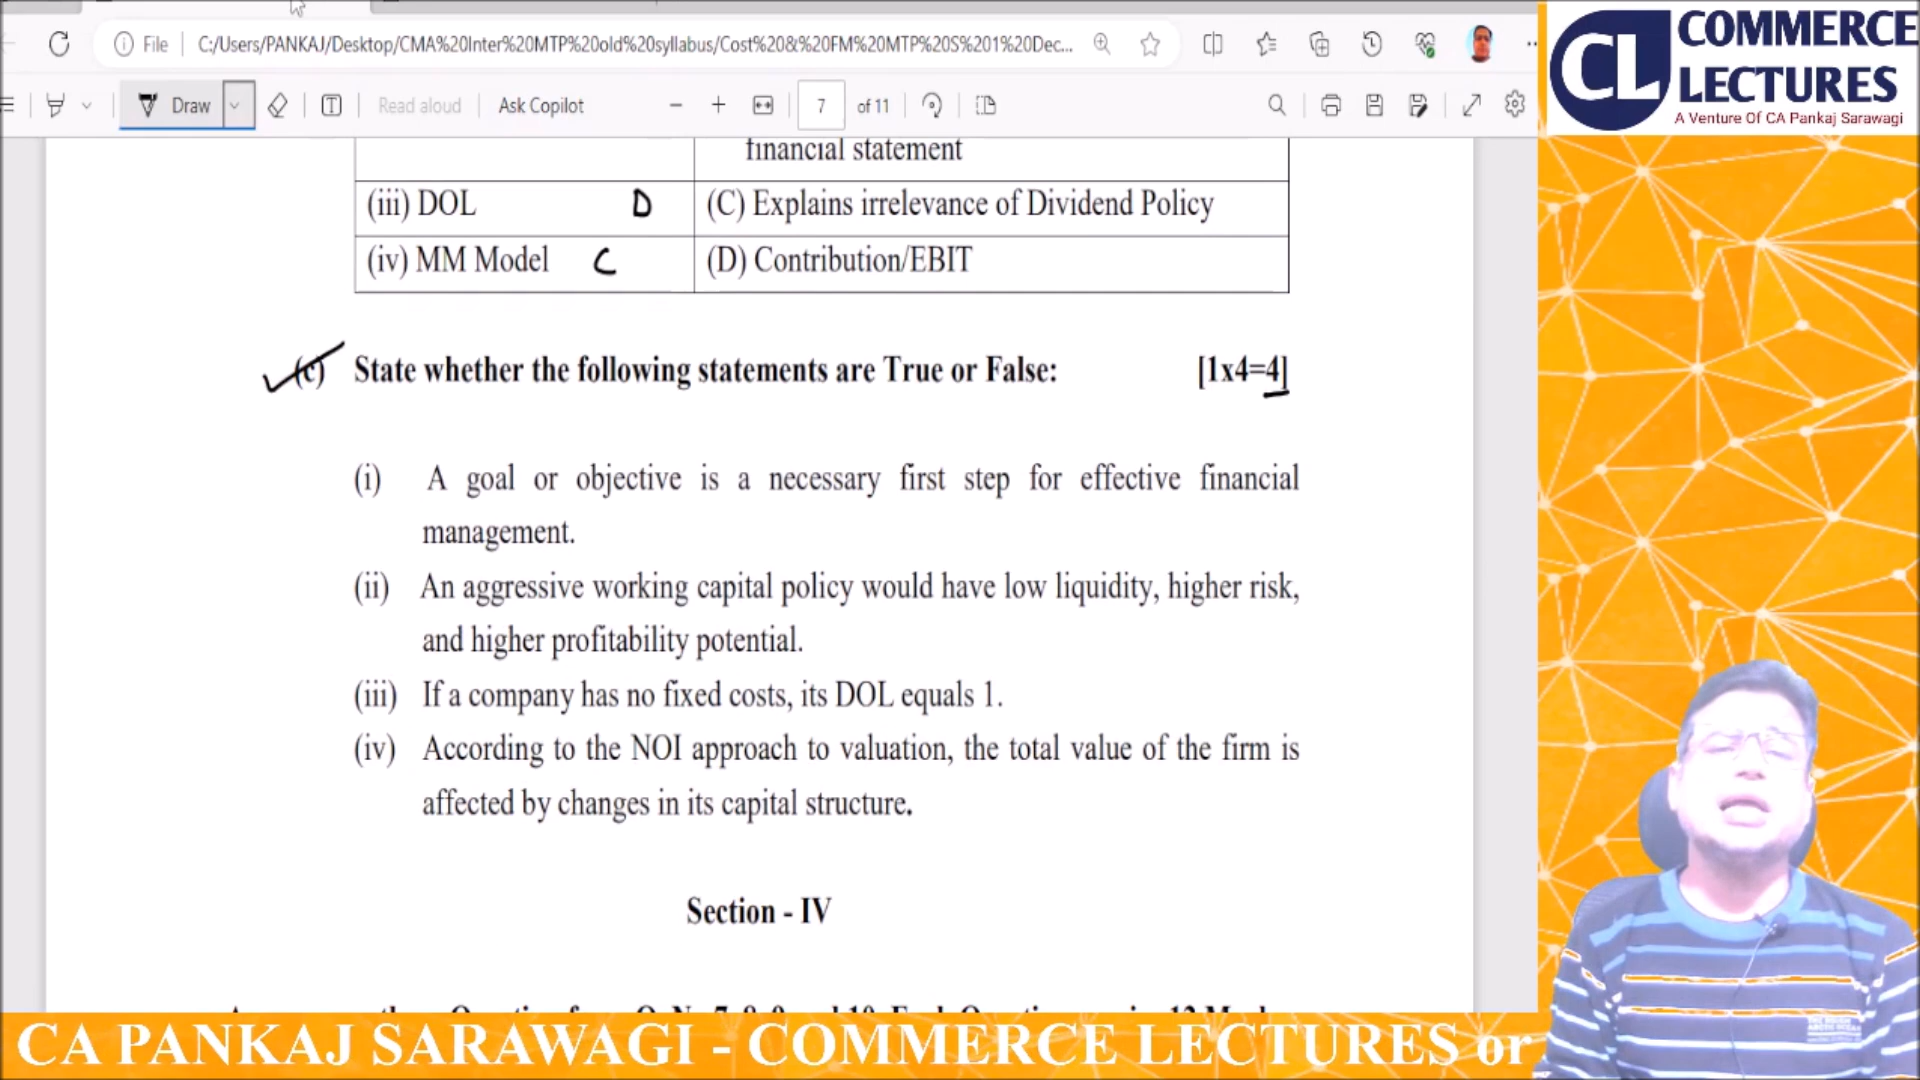 File
C:/Users/PANKAJ/Desktop/CMA%20Inter%20MTP%20old%20syllabus/Cost%20&%20FM%20MTP%20S%201%20Dec...
COMMERCE
CL LECTURES
A Venture Of CA Pankaj Sarawagi
Draw
Read aloud
Ask Copilot
7 of 11
financial statement
(iii) DOL D (C) Explains irrelevance of Dividend Policy
(iv) MM Model C (D) Contribution/EBIT
(c) State whether the following statements are True or False: [1x4=4]
(i) A goal or objective is a necessary first step for effective financial
management.
(ii) An aggressive working capital policy would have low liquidity, higher risk,
and higher profitability potential.
(iii) If a company has no fixed costs, its DOL equals 1.
(iv) According to the NOI approach to valuation, the total value of the firm is
affected by changes in its capital structure.
Section - IV
CA PANKAJ SARAWAGI - COMMERCE LECTURES or